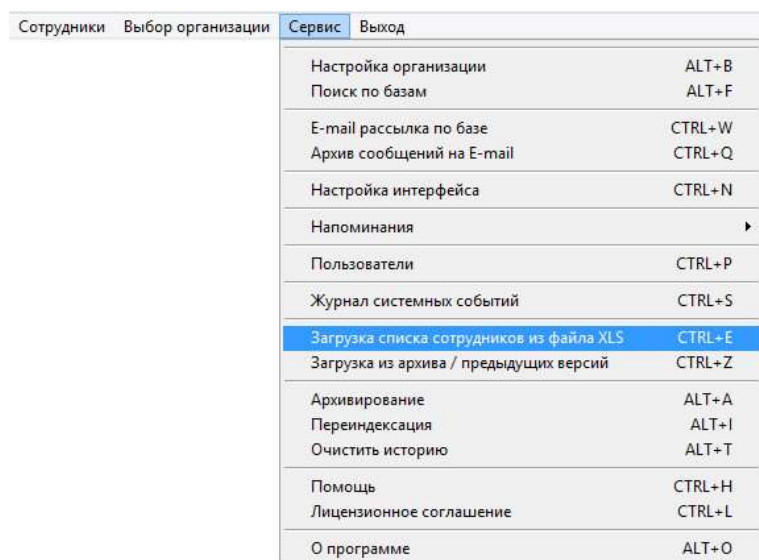 Сотрудники Выбор организации Сервис Выход
Настройка организации ALT+B
Поиск по базам ALT+F
E-mail рассылка по базе CTRL+W
Архив сообщений на E-mail CTRL+Q
Настройка интерфейса CTRL+N
Напоминания
Пользователи CTRL+P
Журнал системных событий CTRL+S
Загрузка списка сотрудников из файла XLS CTRL+E
Загрузка из архива / предыдущих версий CTRL+Z
Архивирование ALT+A
Переиндексация ALT+I
Очистить историю ALT+T
Помощь CTRL+H
Лицензионное соглашение CTRL+L
О программе ALT+O